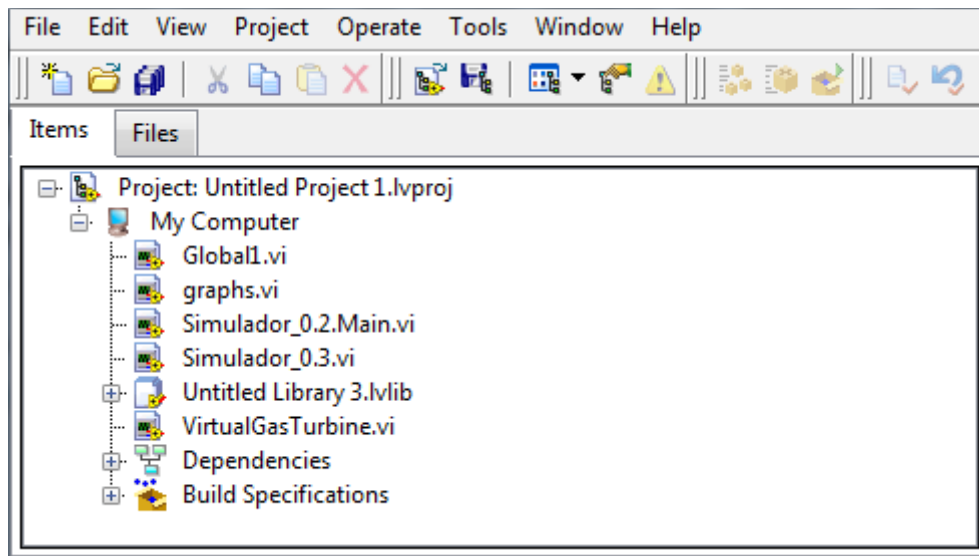 File Edit View Project Operate Tools Window Help
Items Files
Project: Untitled Project 1.lvproj
My Computer
Global1.vi
graphs.vi
Simulador_0.2.Main.vi
Simulador_0.3.vi
Untitled Library 3.lvlib
VirtualGasTurbine.vi
Dependencies
Build Specifications